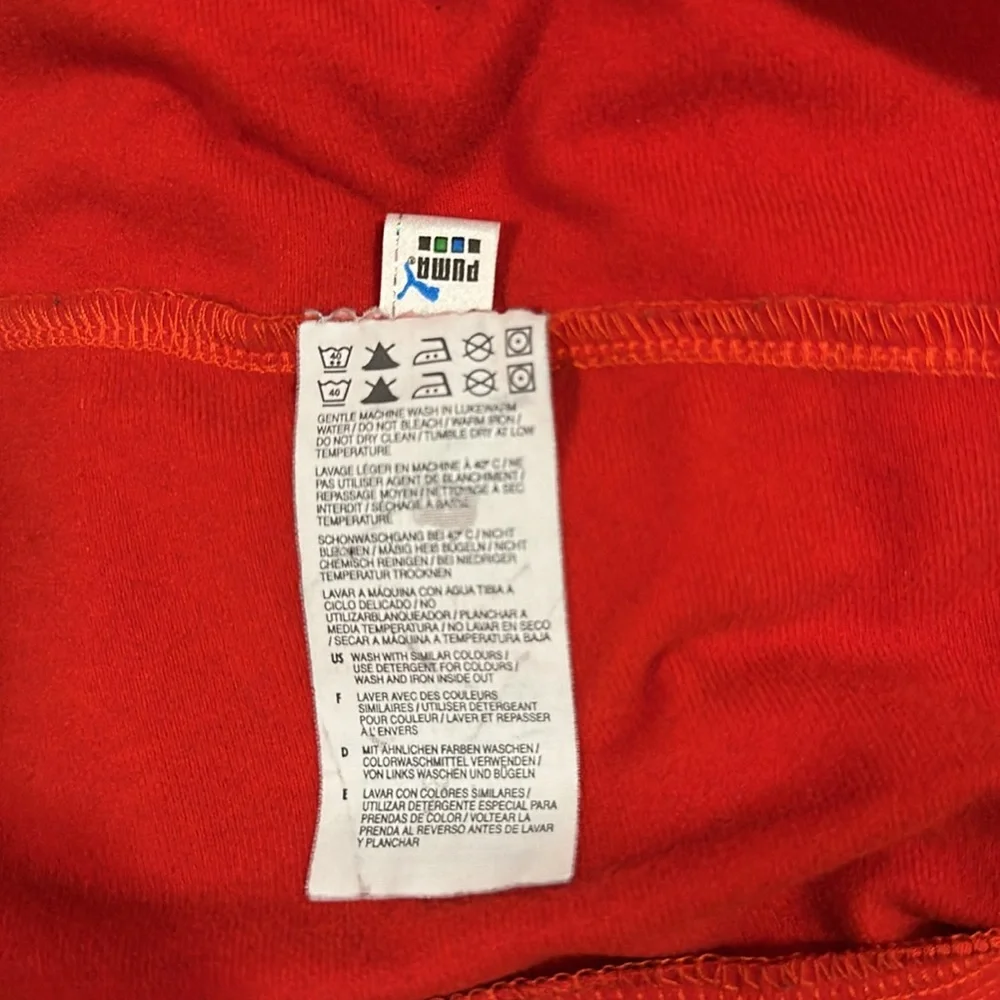 PUMA®
40
40
GENTLE MACHINE WASH IN LUKEWARM
WATER / DO NOT BLEACH / WARM IRON /
DO NOT DRY CLEAN / TUMBLE DRY AT LOW
TEMPERATURE
LAVAGE LÉGER EN MACHINE À 40° C / NE
PAS UTILISER AGENT DE BLANCHIMENT /
REPASSAGE MOYEN / NETTOYAGE A SEC
INTERDIT / SÉCHAGE A BASSE
TEMPERATURE
SCHONWASCHGANG BEI 40° C / NICHT
BLEICHEN / MÄBIG HEIB BÜGELN / NICHT
CHEMISCH REINIGEN / BEI NIEDRIGER
TEMPERATUR TROCKNEN
LAVAR A MÁQUINA CON AGUA TIBIA A
CICLO DELICADO / NO
UTILIZARBLANQUEADOR / PLANCHAR A
MEDIA TEMPERATURA / NO LAVAR EN SECO
/ SECAR A MÁQUINA A TEMPERATURA BAJA
US WASH WITH SIMILAR COLOURS /
USE DETERGENT FOR COLOURS /
WASH AND IRON INSIDE OUT
F LAVER AVEC DES COULEURS
SIMILAIRES / UTILISER DÉTERGEANT
POUR COULEUR / LAVER ET REPASSER
À L'ENVERS
D MIT ÄHNLICHEN FARBEN WASCHEN /
COLORWASCHMITTEL VERWENDEN /
VON LINKS WASCHEN UND BÜGELN
E LAVAR CON COLORES SIMILARES /
UTILIZAR DETERGENTE ESPECIAL PARA
PRENDAS DE COLOR / VOLTEAR LA
PRENDA AL REVERSO ANTES DE LAVAR
Y PLANCHAR